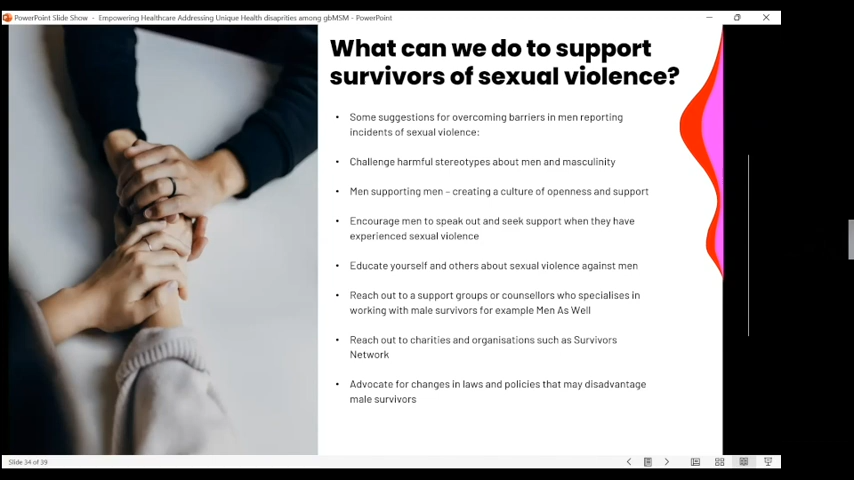 PowerPoint Slide Show - Empowering Healthcare Addressing Unique Health disaprities among gbMSM - PowerPoint
What can we do to support
survivors of sexual violence?
• Some suggestions for overcoming barriers in men reporting
incidents of sexual violence:
• Challenge harmful stereotypes about men and masculinity
• Men supporting men – creating a culture of openness and support
• Encourage men to speak out and seek support when they have
experienced sexual violence
• Educate yourself and others about sexual violence against men
• Reach out to a support groups or counsellors who specialises in
working with male survivors for example Men As Well
• Reach out to charities and organisations such as Survivors
Network
• Advocate for changes in laws and policies that may disadvantage
male survivors
Slide 34 of 39